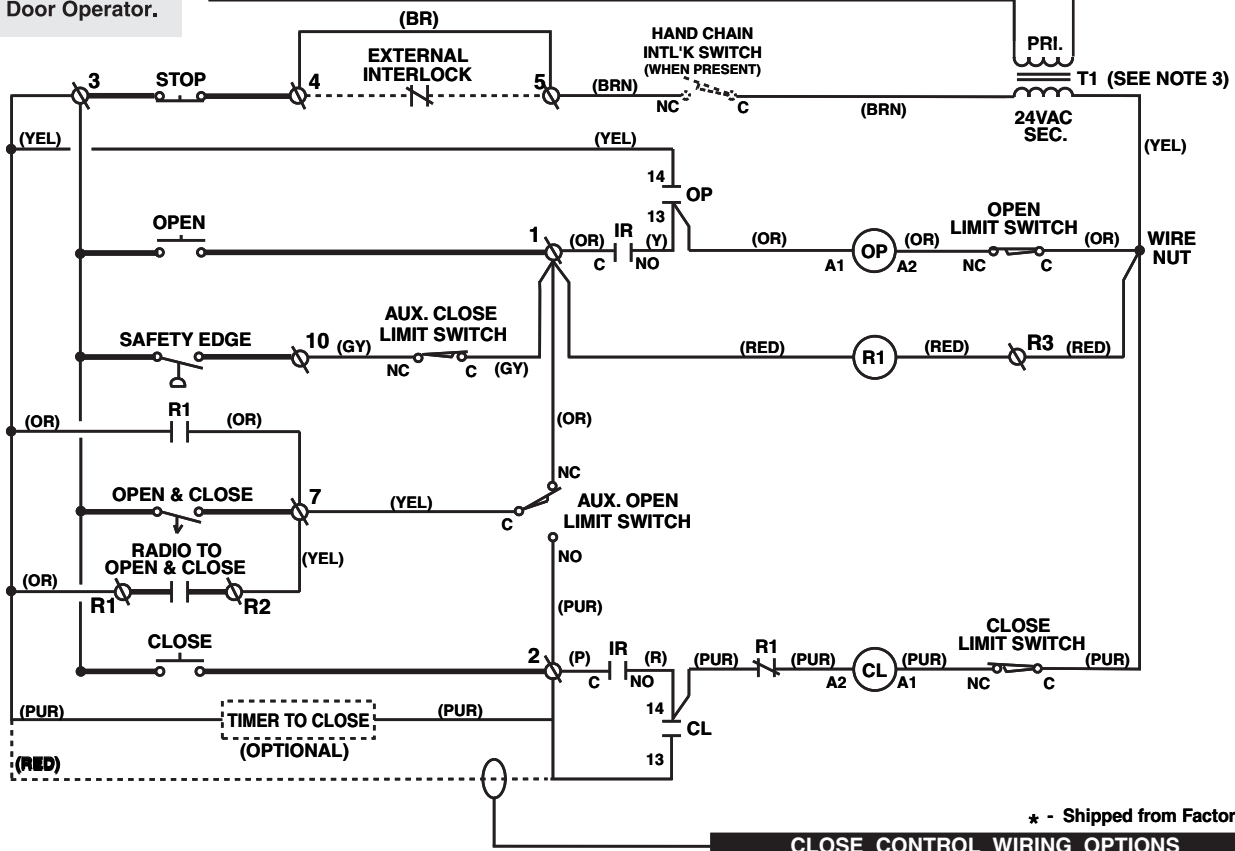 Door Operator.
(BR)
HAND CHAIN
INTL'K SWITCH
(WHEN PRESENT)
PRI.
EXTERNAL
INTERLOCK
3
STOP
4
5
(BRN)
NC
C
(BRN)
T1 (SEE NOTE 3)
24VAC
SEC.
(YEL)
(YEL)
(YEL)
14
OP
13
OPEN
1
(OR)
IR
(Y)
C
NO
(OR)
OP
A1
A2
(OR)
OPEN
LIMIT SWITCH
NC
C
(OR)
WIRE
NUT
SAFETY EDGE
10
(GY)
AUX. CLOSE
LIMIT SWITCH
NC
C
(GY)
(RED)
R1
(RED)
R3
(RED)
(OR)
R1
(OR)
(OR)
OPEN & CLOSE
7
(YEL)
NC
C
AUX. OPEN
LIMIT SWITCH
NO
RADIO TO
OPEN & CLOSE
(YEL)
(OR)
R1
R2
(PUR)
CLOSE
2
(P)
IR
(R)
C
NO
(PUR)
R1
(PUR)
CL
A2
A1
(PUR)
CLOSE
LIMIT SWITCH
NC
C
(PUR)
14
CL
13
(PUR)
TIMER TO CLOSE
(OPTIONAL)
(PUR)
(RED)
* - Shipped from Factor
CLOSE CONTROL WIRING OPTIONS